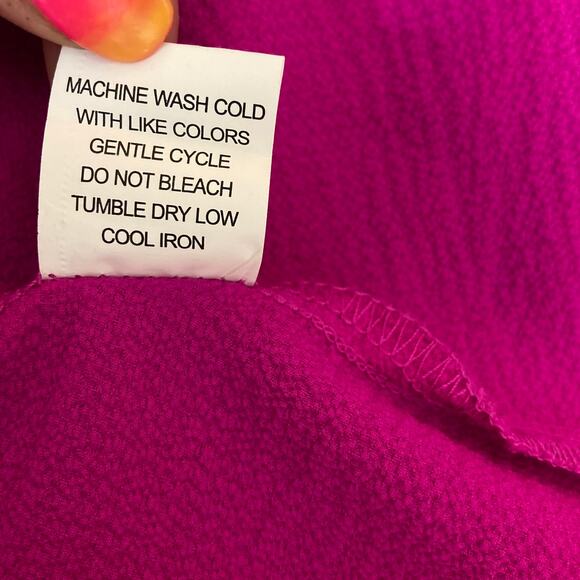 MACHINE WASH COLD
WITH LIKE COLORS
GENTLE CYCLE
DO NOT BLEACH
TUMBLE DRY LOW
COOL IRON